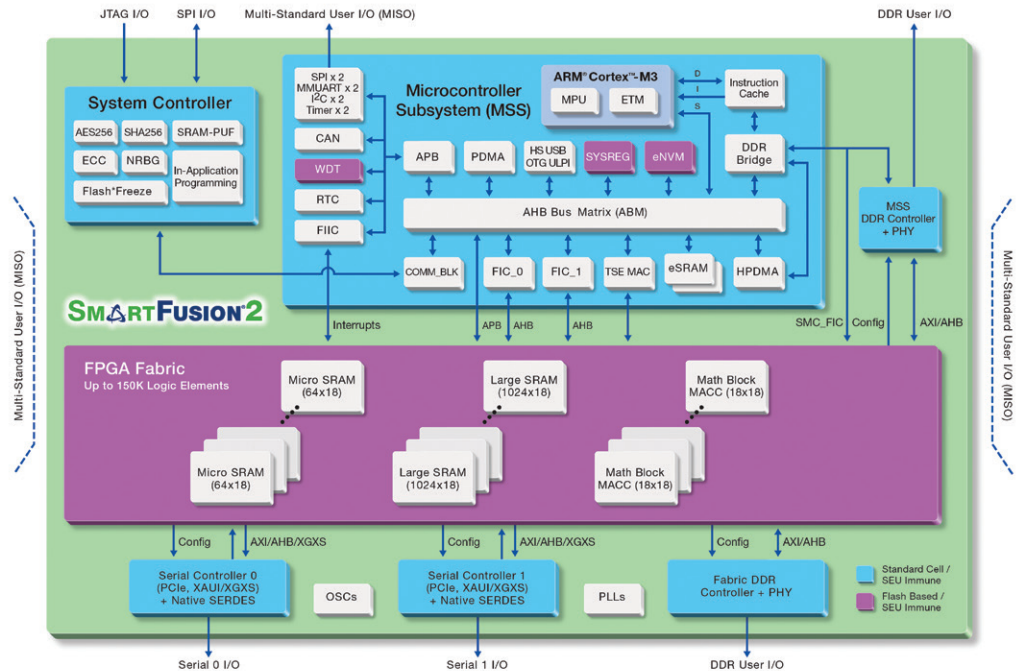 JTAG I/O
SPI I/O
Multi-Standard User I/O (MISO)
DDR User I/O
System Controller
AES256
SHA256
SRAM-PUF
ECC
NRBG
In-Application
Programming
Flash*Freeze
SPI x 2
MMUART x 2
I2C x 2
Timer x 2
CAN
WDT
RTC
FIIC
Microcontroller
Subsystem (MSS)
ARM® Cortex™-M3
MPU
ETM
D
I
S
Instruction
Cache
DDR
Bridge
APB
PDMA
HS USB
OTG ULPI
SYSREG
eNVM
AHB Bus Matrix (ABM)
COMM_BLK
FIC_0
FIC_1
TSE MAC
eSRAM
HPDMA
MSS
DDR Controller
+ PHY
Multi-Standard User I/O (MISO)
Multi-Standard User I/O (MISO)
SMARTFUSION®2
Interrupts
APB
AHB
AHB
SMC_FIC
Config
AXI/AHB
FPGA Fabric
Up to 150K Logic Elements
Micro SRAM
(64x18)
Large SRAM
(1024x18)
Math Block
MACC (18x18)
Micro SRAM
(64x18)
Large SRAM
(1024x18)
Math Block
MACC (18x18)
Config
AXI/AHB/XGXS
Config
AXI/AHB/XGXS
Config
AXI/AHB
Serial Controller 0
(PCIe, XAUI/XGXS)
+ Native SERDES
OSCs
Serial Controller 1
(PCIe, XAUI/XGXS)
+ Native SERDES
PLLs
Fabric DDR
Controller + PHY
Standard Cell /
SEU Immune
Flash Based /
SEU Immune
Serial 0 I/O
Serial 1 I/O
DDR User I/O